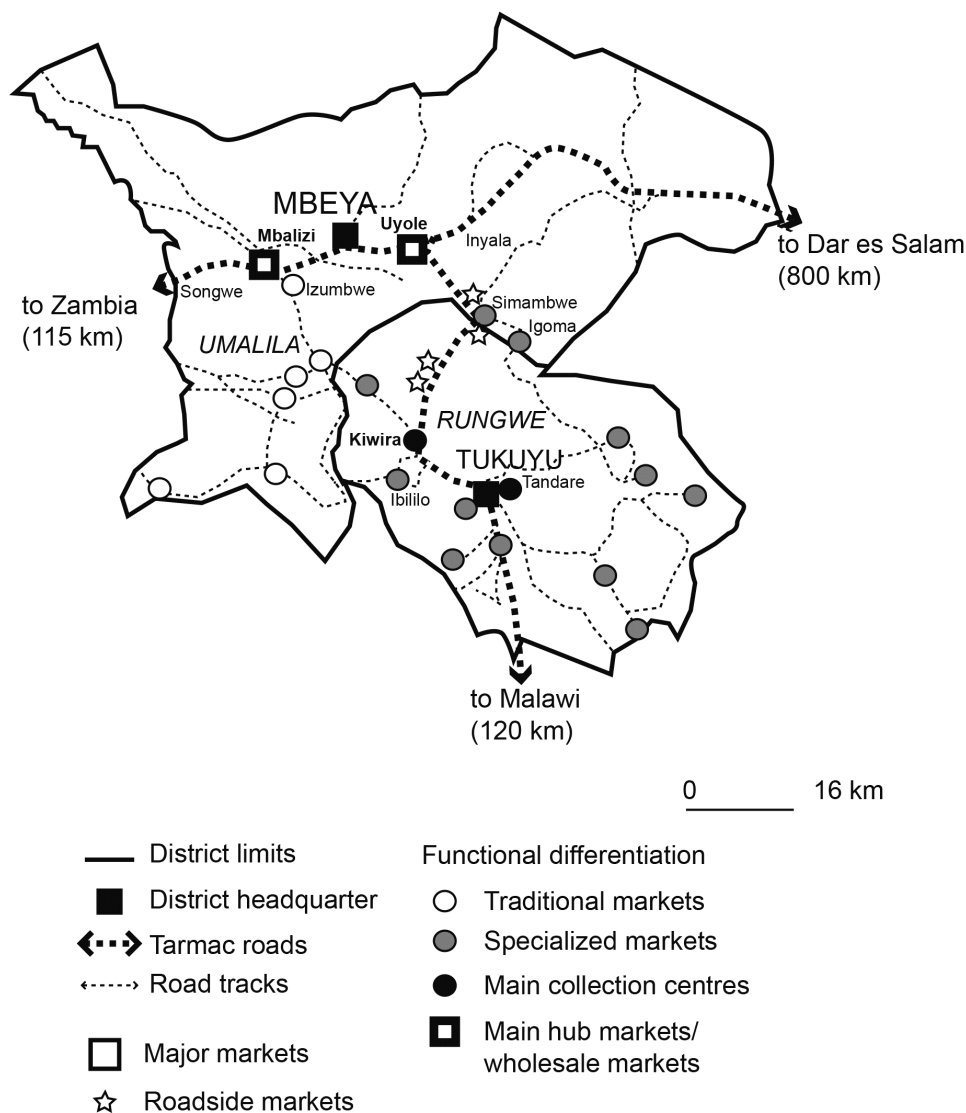 MBEYA
Uyole
Mbalizi
Inyala
to Dar es Salam
(800 km)
Songwe
Izumbwe
Simambwe
to Zambia
(115 km)
Igoma
UMALILA
RUNGWE
Kiwira
TUKUYU
Tandare
Ibililo
to Malawi
(120 km)
0 16 km
District limits
Functional differentiation
District headquarter
Traditional markets
Tarmac roads
Specialized markets
Road tracks
Main collection centres
Major markets
Main hub markets/
wholesale markets
Roadside markets